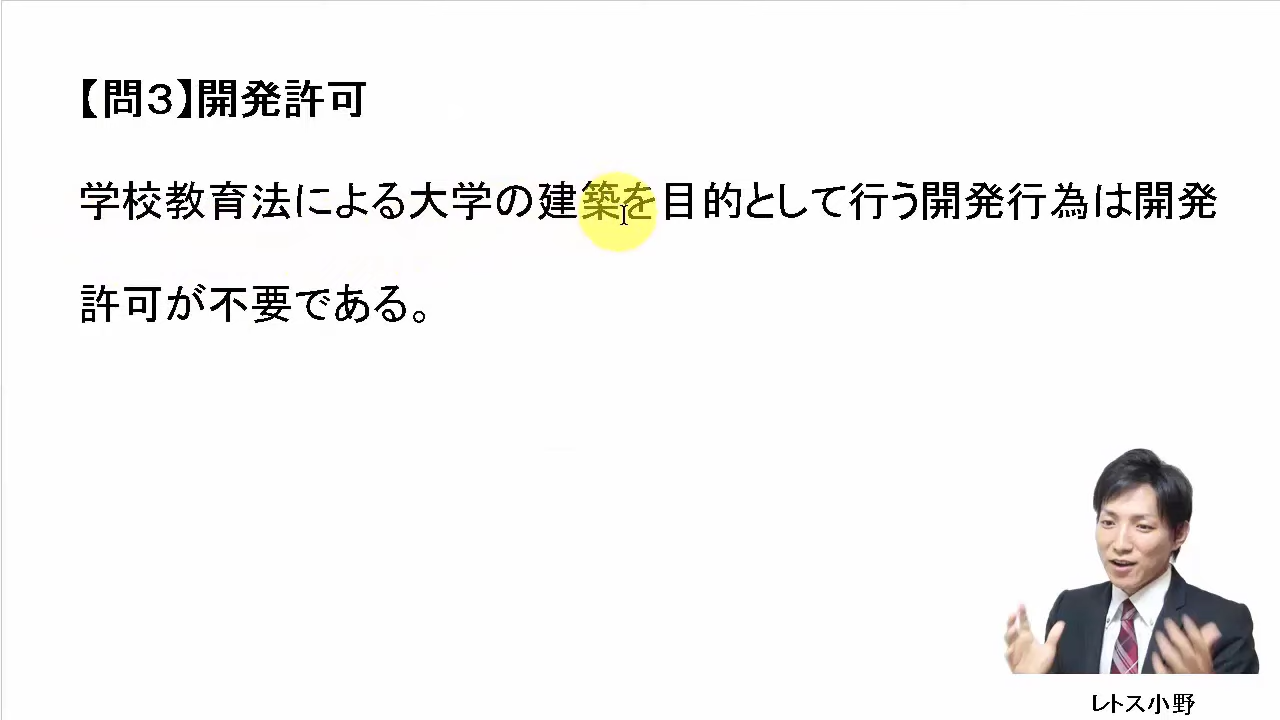 【問３】開発許可
学校教育法による大学の建築を目的として行う開発行為は開発
許可が不要である。
レトス小野